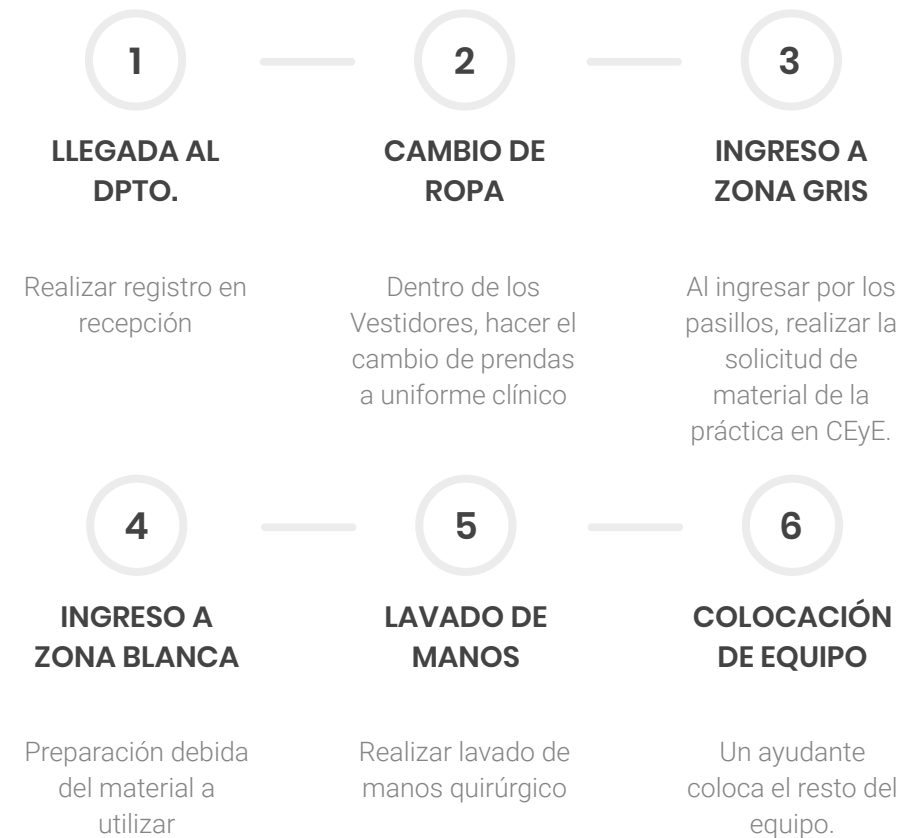 1
LLEGADA AL
DPTO.
Realizar registro en
recepción
2
CAMBIO DE
ROPA
Dentro de los
Vestidores, hacer el
cambio de prendas
a uniforme clínico
3
INGRESO A
ZONA GRIS
Al ingresar por los
pasillos, realizar la
solicitud de
material de la
práctica en CEyE.
4
INGRESO A
ZONA BLANCA
Preparación debida
del material a
utilizar
5
LAVADO DE
MANOS
Realizar lavado de
manos quirúrgico
6
COLOCACIÓN
DE EQUIPO
Un ayudante
coloca el resto del
equipo.